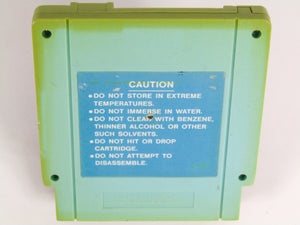 CAUTION
•DO NOT STORE IN EXTREME
TEMPERATURES.
•DO NOT IMMERSE IN WATER.
•DO NOT CLEAN WITH BENZENE,
THINNER ALCOHOL OR OTHER
SUCH SOLVENTS.
•DO NOT HIT OR DROP
CARTRIDGE.
•DO NOT ATTEMPT TO
DISASSEMBLE.